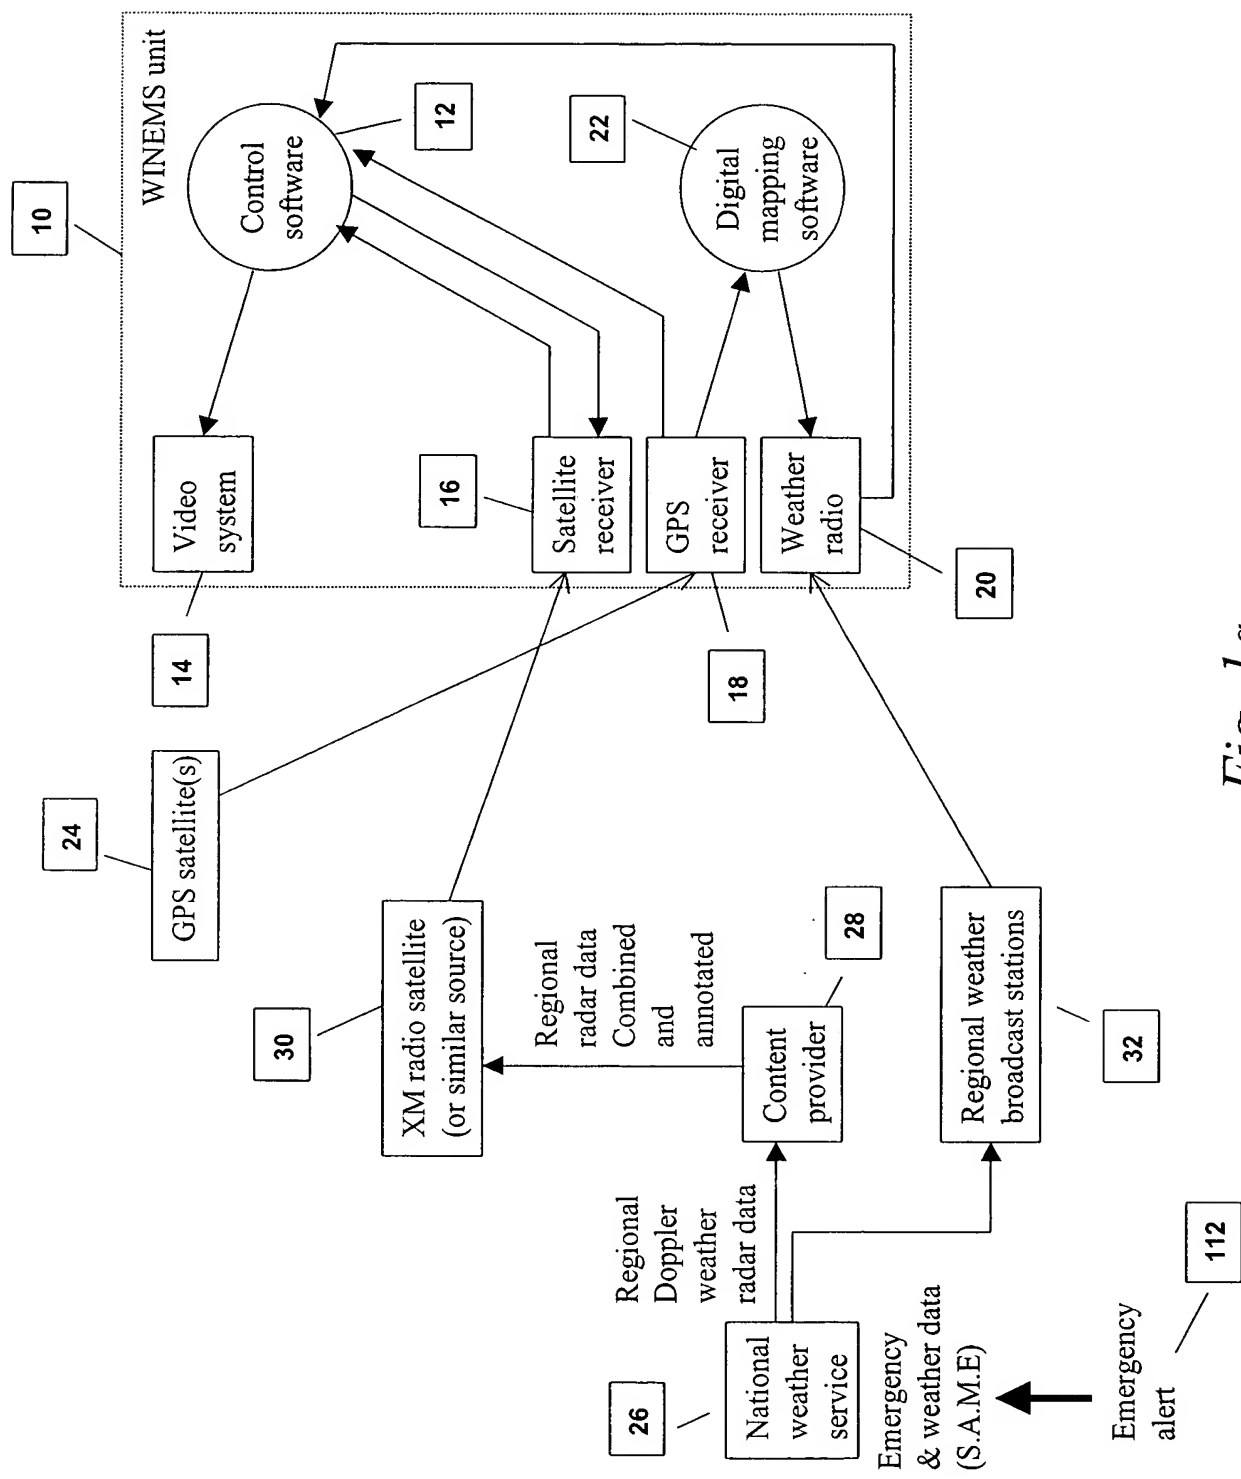 10
WINEMS unit
Control
software
12
22
Digital
mapping
software
Video
system
14
16
Satellite
receiver
GPS
receiver
18
Weather
radio
20
24
GPS satellite(s)
30
XM radio satellite
(or similar source)
Regional
radar data
Combined
and
annotated
28
Content
provider
Regional weather
broadcast stations
32
Regional
Doppler
weather
radar data
26
National
weather
service
Emergency
& weather data
(S.A.M.E)
Emergency
alert
112